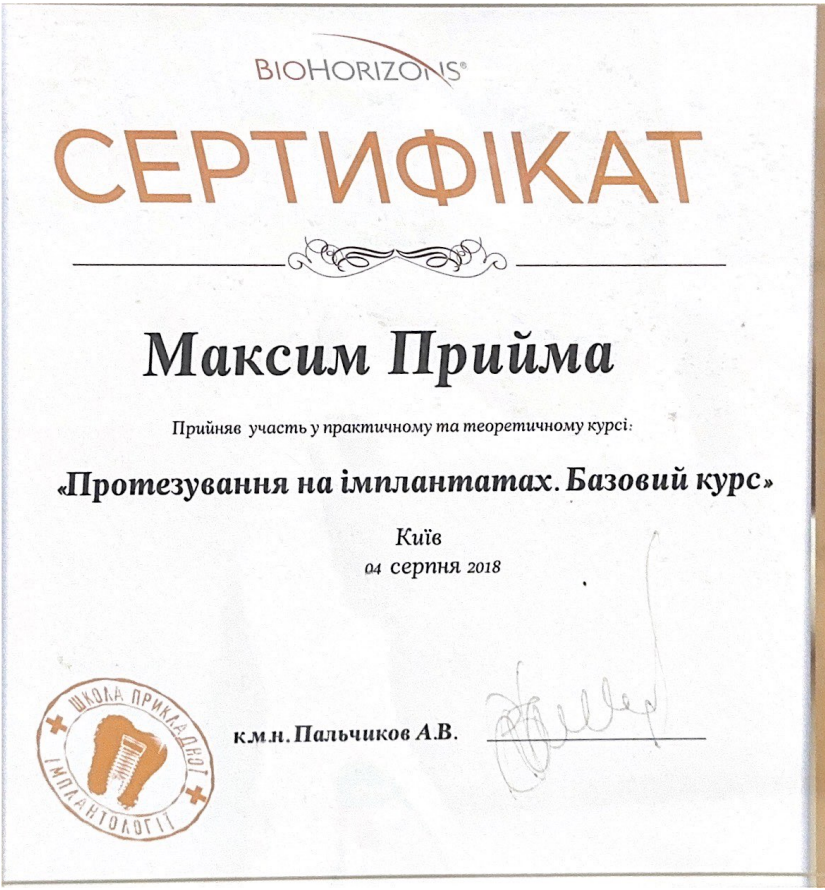 BIOHORIZONS®
СЕРТИФІКАТ
Максим Прийма
Прийняв участь у практичному та теоретичному курсі:
«Протезування на імплантатах. Базовий курс»
Київ
04 серпня 2018
ШКОЛА ПРИКЛАДНОЇ
ІМПЛАНТОЛОГІЇ
к.м.н. Пальчиков А.В.